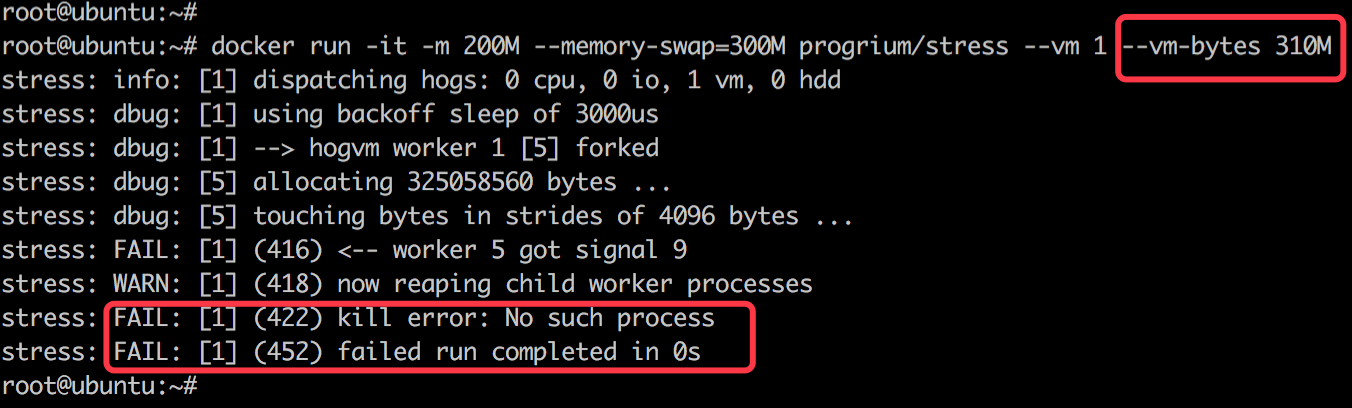 root@ubuntu:~#
root@ubuntu:~# docker run -it -m 200M --memory-swap=300M progrium/stress --vm 1 --vm-bytes 310M
stress: info: [1] dispatching hogs: 0 cpu, 0 io, 1 vm, 0 hdd
stress: dbug: [1] using backoff sleep of 3000us
stress: dbug: [1] --> hogvm worker 1 [5] forked
stress: dbug: [5] allocating 325058560 bytes ...
stress: dbug: [5] touching bytes in strides of 4096 bytes ...
stress: FAIL: [1] (416) <-- worker 5 got signal 9
stress: WARN: [1] (418) now reaping child worker processes
stress: FAIL: [1] (422) kill error: No such process
stress: FAIL: [1] (452) failed run completed in 0s
root@ubuntu:~#